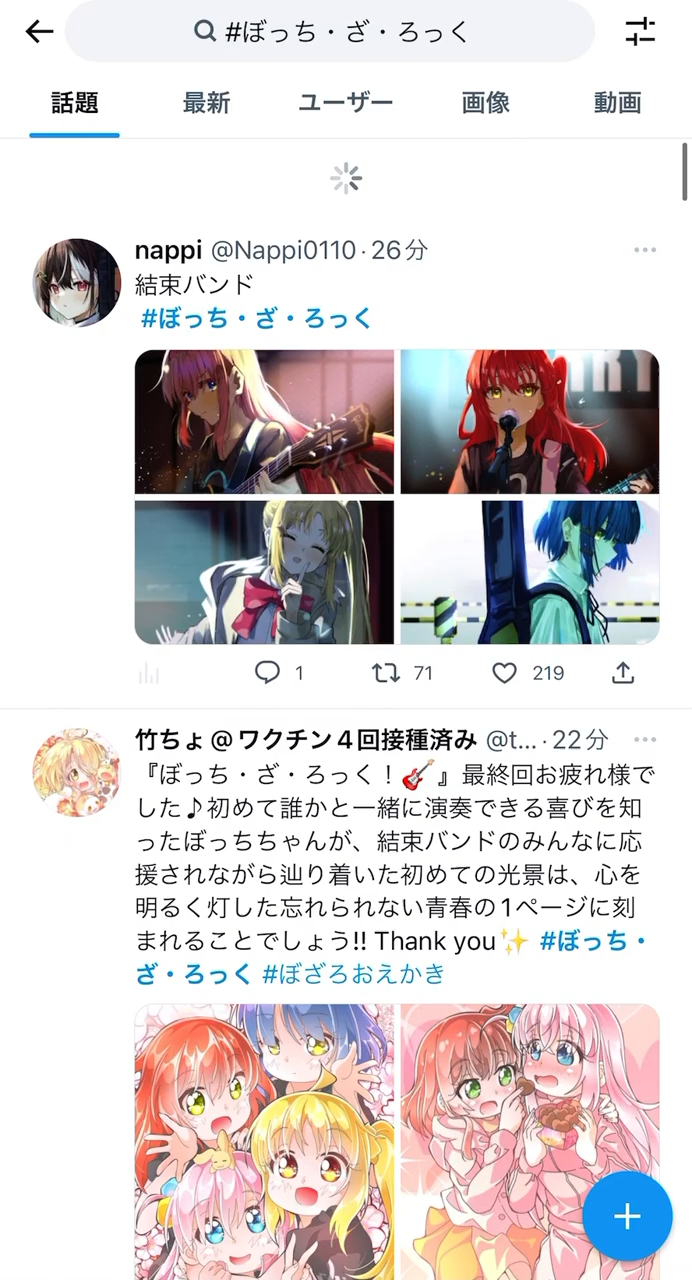 #ぼっち・ざ・ろっく
話題 最新 ユーザー 画像 動画
nappi @Nappi0110・26分
結束バンド
#ぼっち・ざ・ろっく
1 71 219
竹ちょ@ワクチン4回接種済み @t...・22分
『ぼっち・ざ・ろっく！🎸』最終回お疲れ様で
した♪初めて誰かと一緒に演奏できる喜びを知
ったぼっちちゃんが、結束バンドのみんなに応
援されながら辿り着いた初めての光景は、心を
明るく灯した忘れられない青春の1ページに刻
まれることでしょう!! Thank you✨ #ぼっち・
ざ・ろっく #ぼざろおえかき